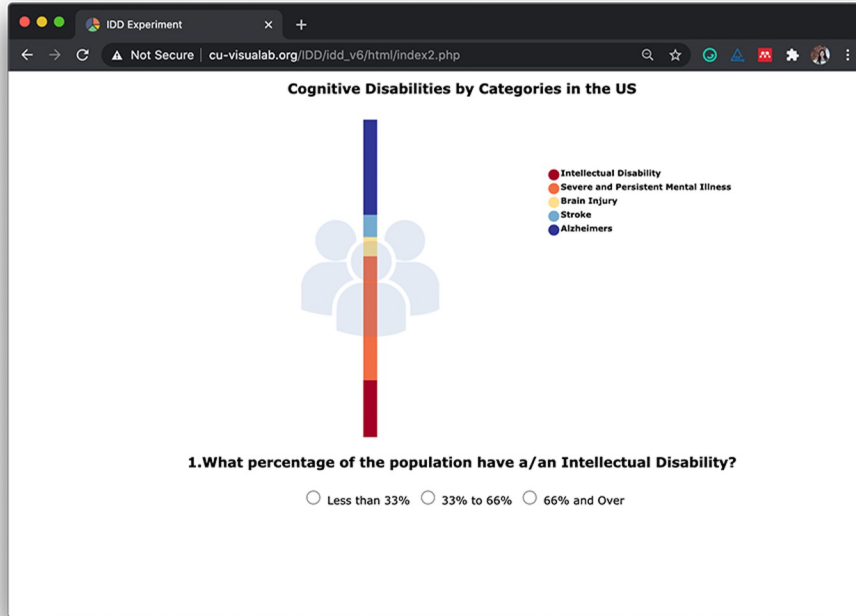 IDD Experiment
Not Secure | cu-visualab.org/IDD/idd_v6/html/index2.php
Cognitive Disabilities by Categories in the US
Intellectual Disability
Severe and Persistent Mental Illness
Brain Injury
Stroke
Alzheimers
1.What percentage of the population have a/an Intellectual Disability?
Less than 33% 33% to 66% 66% and Over